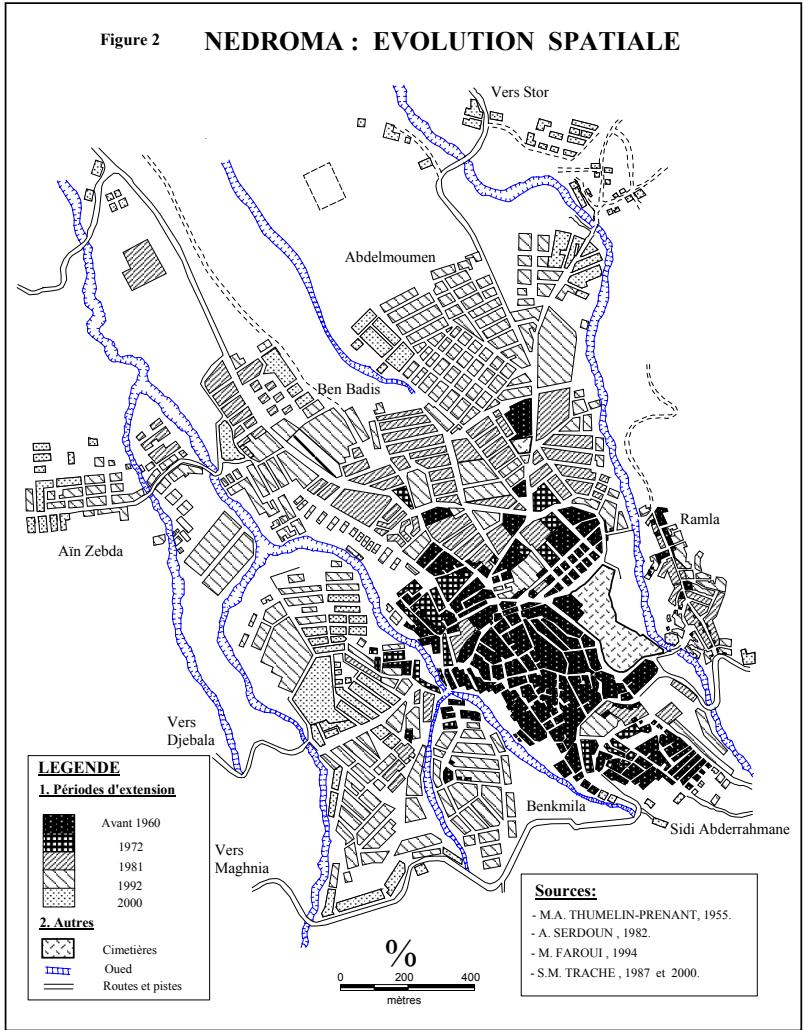 Figure 2
NEDROMA : EVOLUTION SPATIALE
Vers Stor
Abdelmoumen
Ben Badis
Ramla
Aïn Zebda
Vers
Djebala
Benkmila
Sidi Abderrahmane
Vers
Maghnia
LEGENDE
1. Périodes d'extension
Avant 1960
1972
1981
1992
2000
2. Autres
Cimetières
Oued
Routes et pistes
%
0 200 400
mètres
Sources:
- M.A. THUMELIN-PRENANT, 1955.
- A. SERDOUN , 1982.
- M. FAROUI , 1994
- S.M. TRACHE , 1987 et 2000.